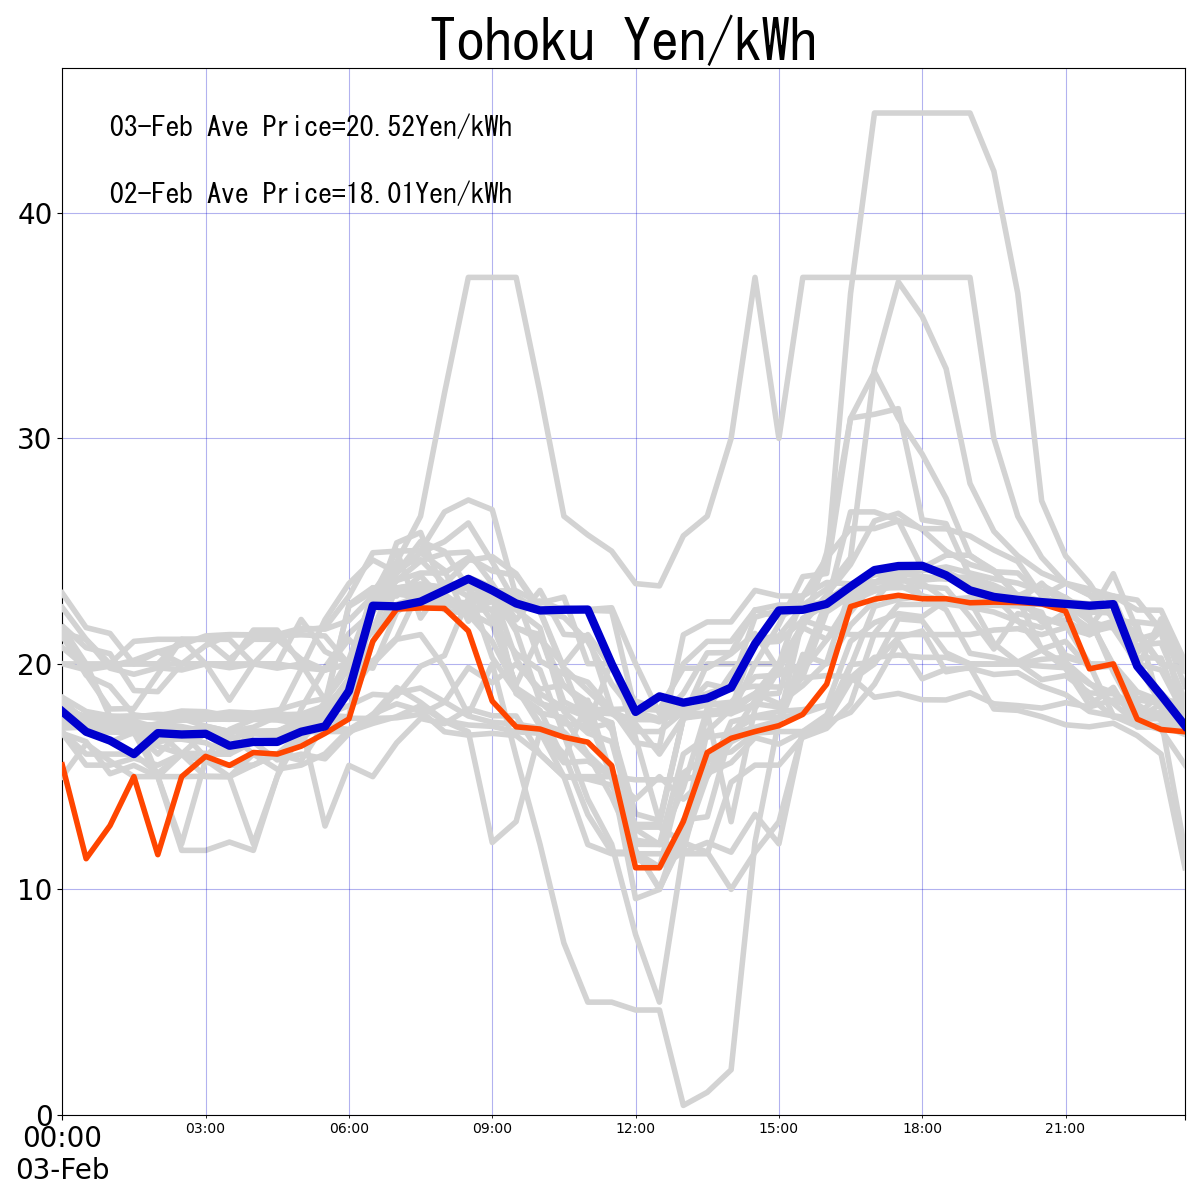 Tohoku Yen/kWh
03-Feb Ave Price=20.52Yen/kWh
02-Feb Ave Price=18.01Yen/kWh
40
30
20
10
0
00:00 03:00 06:00 09:00 12:00 15:00 18:00 21:00
03-Feb